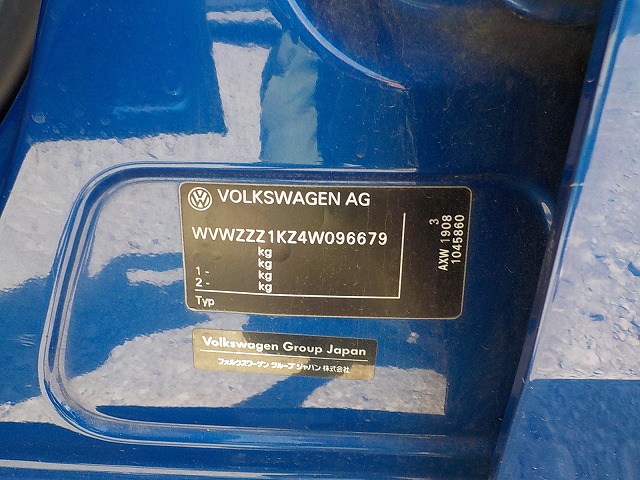 VOLKSWAGEN AG
WVWZZZ1KZ4W096679
kg
kg
1 - kg
2 - kg
Typ
3
AXW 1908
1045860
Volkswagen Group Japan
フォルクスワーゲン グループ ジャパン 株式会社